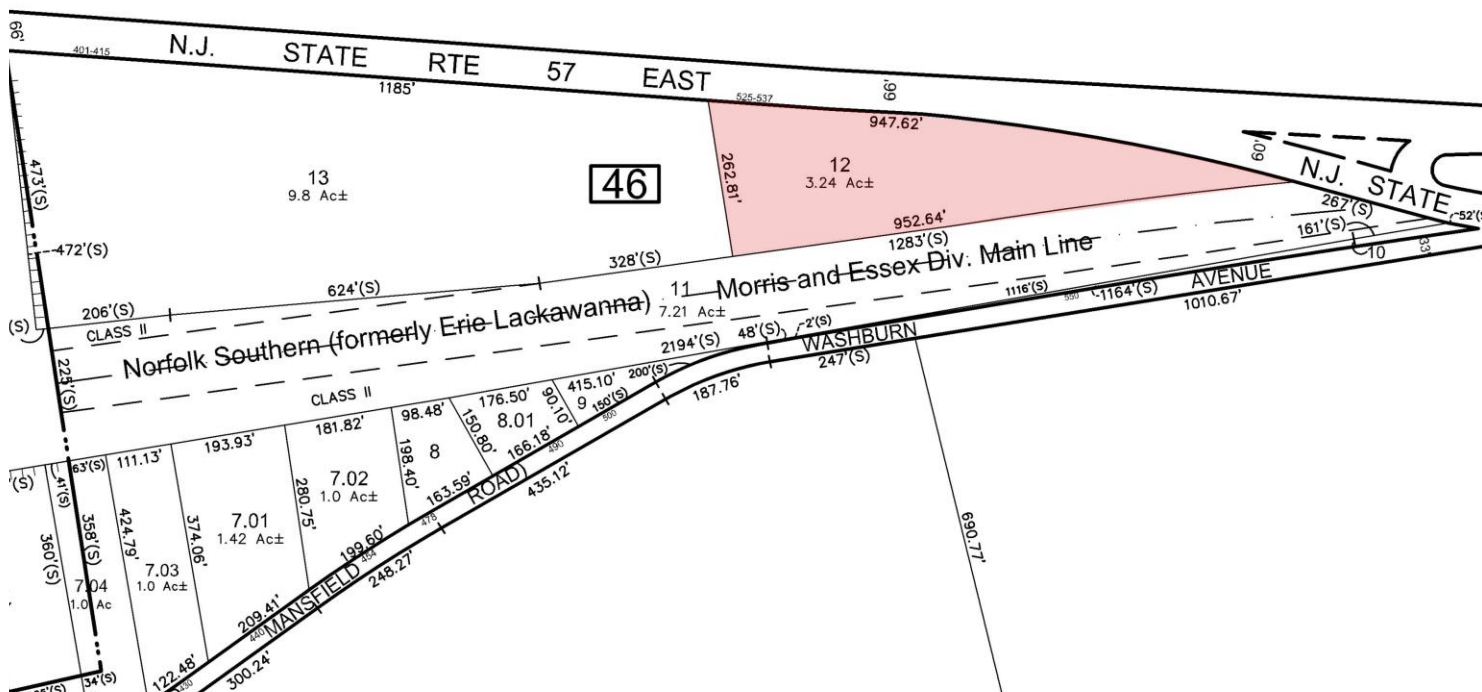 66'
401-415
N.J. STATE RTE 57 EAST
1185'
525-537
66'
947.62'
60'
N.J. STATE
473'(S)
13
9.8 Ac±
46
262.81'
12
3.24 Ac±
472'(S)
952.64'
1283'(S)
267'(S)
52'(S
161'(S)
10
33'
328'(S)
624'(S)
206'(S)
(S)
CLASS II
Norfolk Southern (formerly Erie Lackawanna)
11
7.21 Ac±
Morris and Essex Div. Main Line
225'(S)
CLASS II
2194'(S)
48'(S)
2'(S)
1116'(S)
550
1164'(S)
WASHBURN AVENUE
1010.67'
247'(S)
187.76'
200'(S)
415.10'
9
150'(S)
500
90.10'
176.50'
8.01
166.18'
490
150.80'
98.48'
8
163.59'
478
198.40'
181.82'
7.02
1.0 Ac±
199.60'
454
280.75'
193.93'
7.01
1.42 Ac±
209.41'
440
374.06'
111.13'
7.03
1.0 Ac±
122.48'
430
424.79'
63'(S)
41'(S)
'(S)
358'(S)
360'(S)
7.04
1.0 Ac
34'(S)
MANSFIELD ROAD)
435.12'
248.27'
300.24'
690.77'